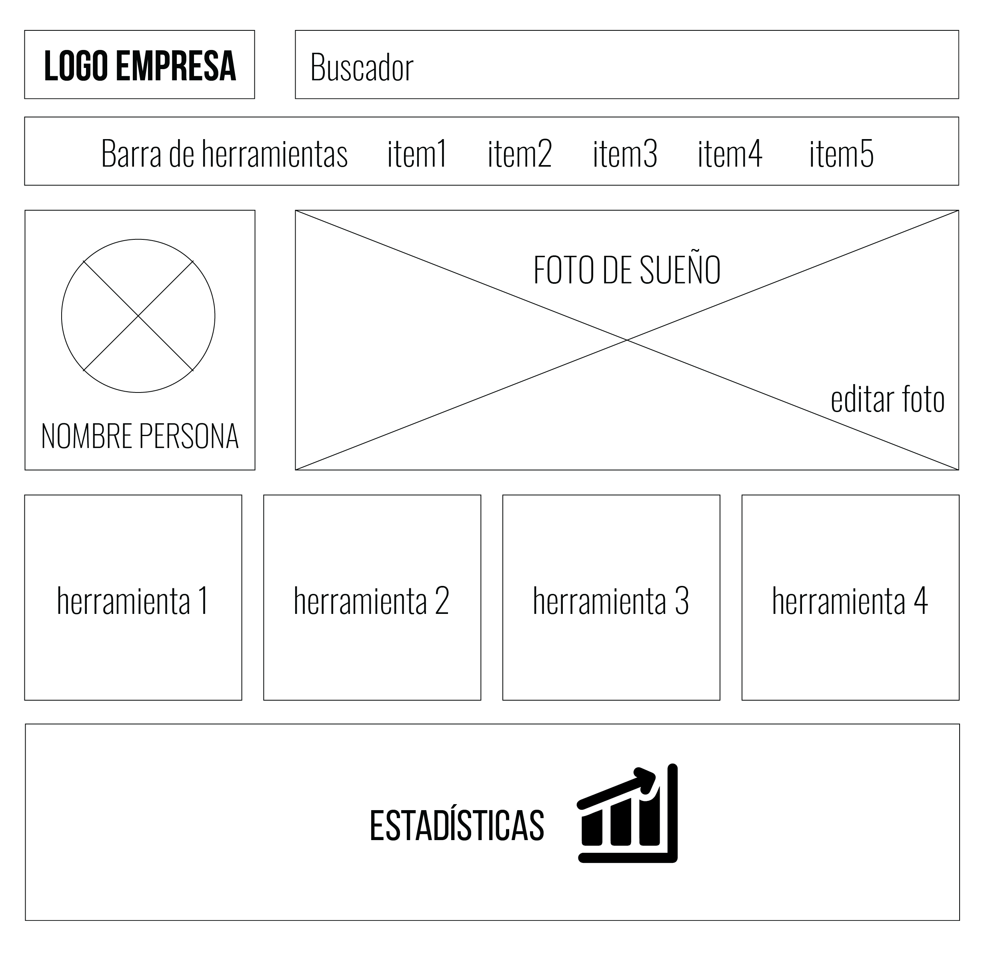 LOGO EMPRESA
Buscador
Barra de herramientas item1 item2 item3 item4 item5
FOTO DE SUEÑO
editar foto
NOMBRE PERSONA
herramienta 1
herramienta 2
herramienta 3
herramienta 4
ESTADÍSTICAS